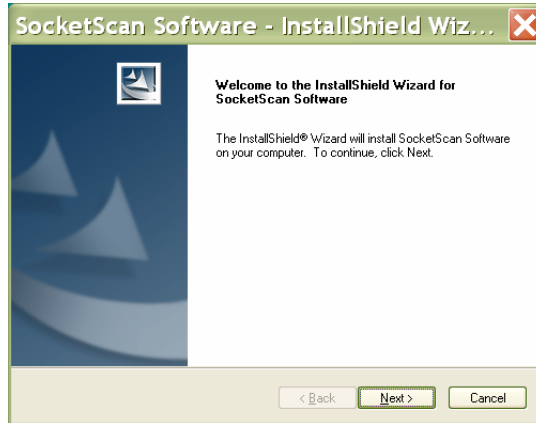 SocketScan Software - InstallShield Wiz...
Welcome to the InstallShield Wizard for
SocketScan Software
The InstallShield® Wizard will install SocketScan Software
on your computer. To continue, click Next.
< Back
Next >
Cancel